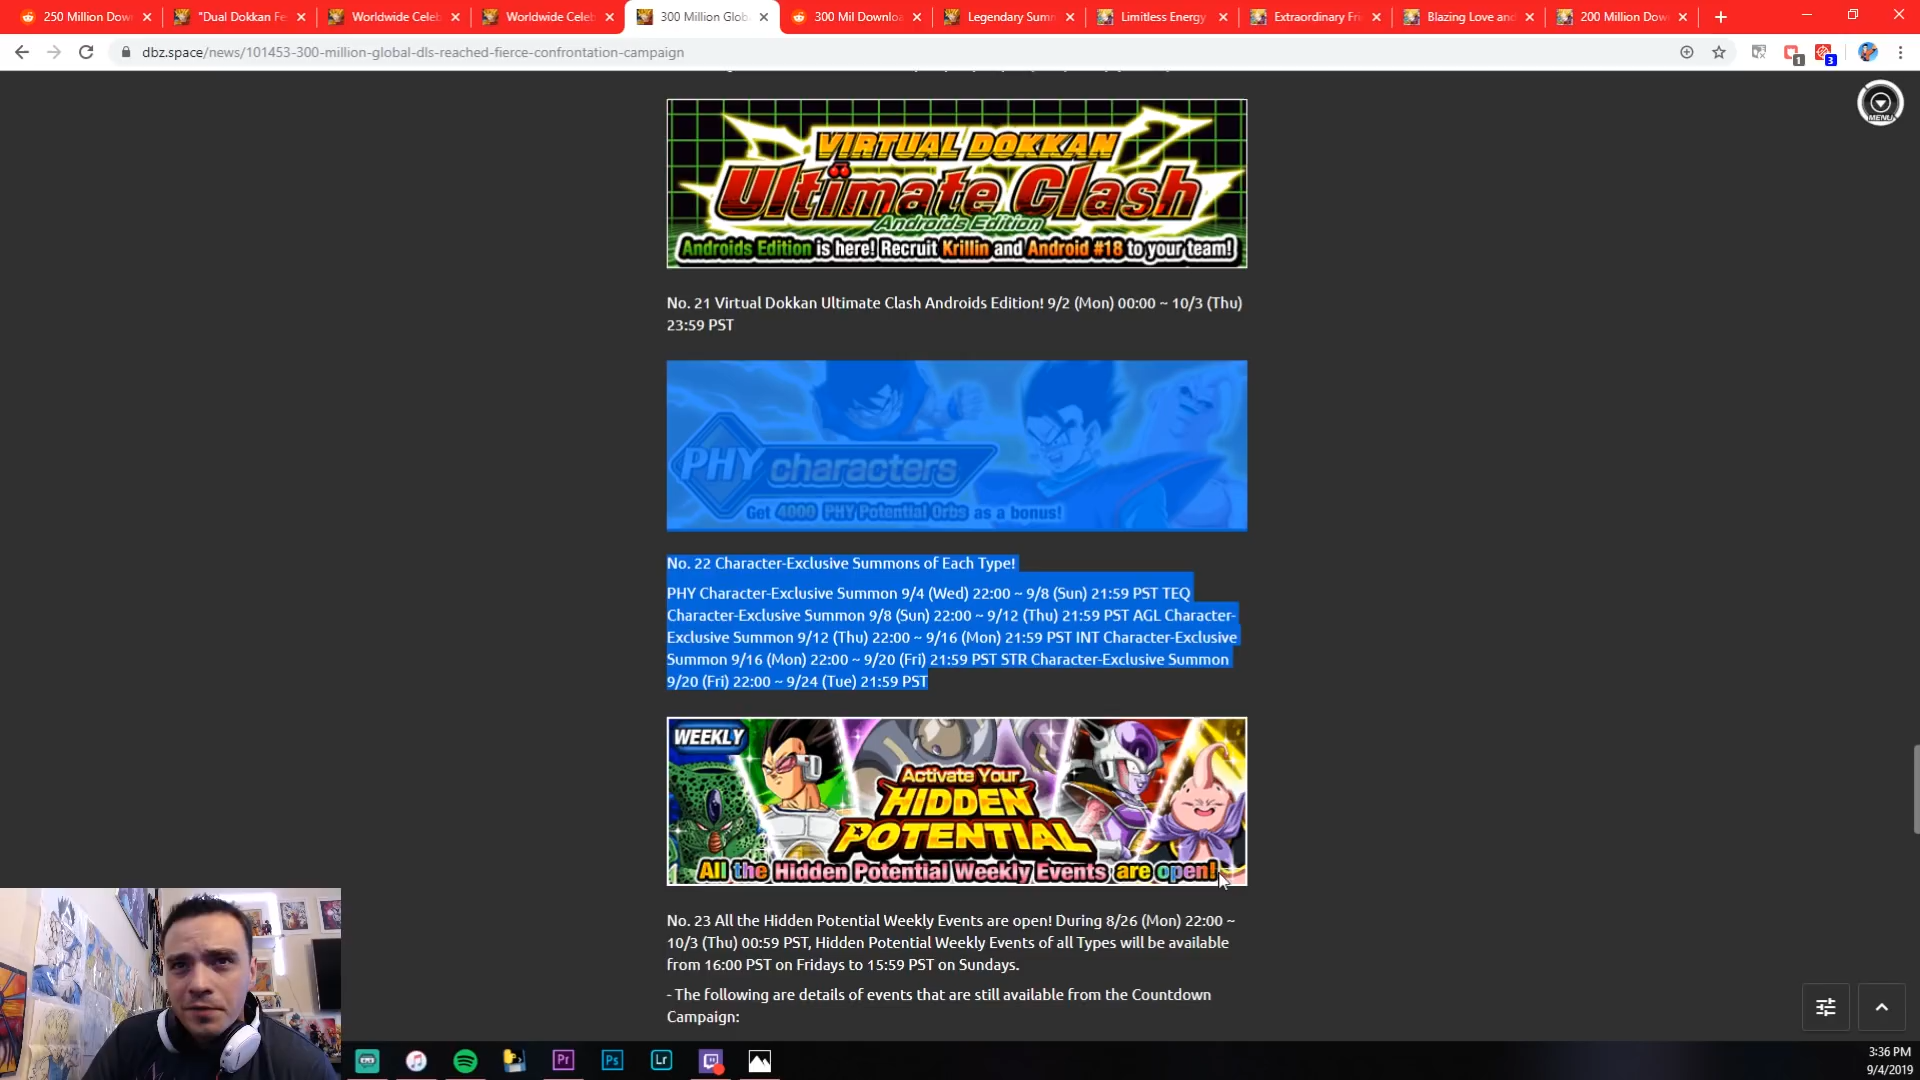 250 Million Dow
"Dual Dokkan Fe
Worldwide Celeb
Worldwide Celeb
300 Million Glob
300 Mil Downloa
Legendary Summ
Limitless Energy
Extraordinary Fri
Blazing Love and
200 Million Dow
dbz.space/news/101453-300-million-global-dls-reached-fierce-confrontation-campaign
1
3
MENU
VIRTUAL DOKKAN
Ultimate Clash
Androids Edition
Androids Edition is here! Recruit Krillin and Android #18 to your team!
No. 21 Virtual Dokkan Ultimate Clash Androids Edition! 9/2 (Mon) 00:00 ~ 10/3 (Thu)
23:59 PST
PHY characters
Get 4000 PHY Potential Orbs as a bonus!
No. 22 Character-Exclusive Summons of Each Type!
PHY Character-Exclusive Summon 9/4 (Wed) 22:00 ~ 9/8 (Sun) 21:59 PST TEQ
Character-Exclusive Summon 9/8 (Sun) 22:00 ~ 9/12 (Thu) 21:59 PST AGL Character-
Exclusive Summon 9/12 (Thu) 22:00 ~ 9/16 (Mon) 21:59 PST INT Character-Exclusive
Summon 9/16 (Mon) 22:00 ~ 9/20 (Fri) 21:59 PST STR Character-Exclusive Summon
9/20 (Fri) 22:00 ~ 9/24 (Tue) 21:59 PST
WEEKLY
Activate Your
HIDDEN
POTENTIAL
All the Hidden Potential Weekly Events are open!
No. 23 All the Hidden Potential Weekly Events are open! During 8/26 (Mon) 22:00 ~
10/3 (Thu) 00:59 PST, Hidden Potential Weekly Events of all Types will be available
from 16:00 PST on Fridays to 15:59 PST on Sundays.
- The following are details of events that are still available from the Countdown
Campaign:
Pr
Ps
Lr
3:36 PM
9/4/2019